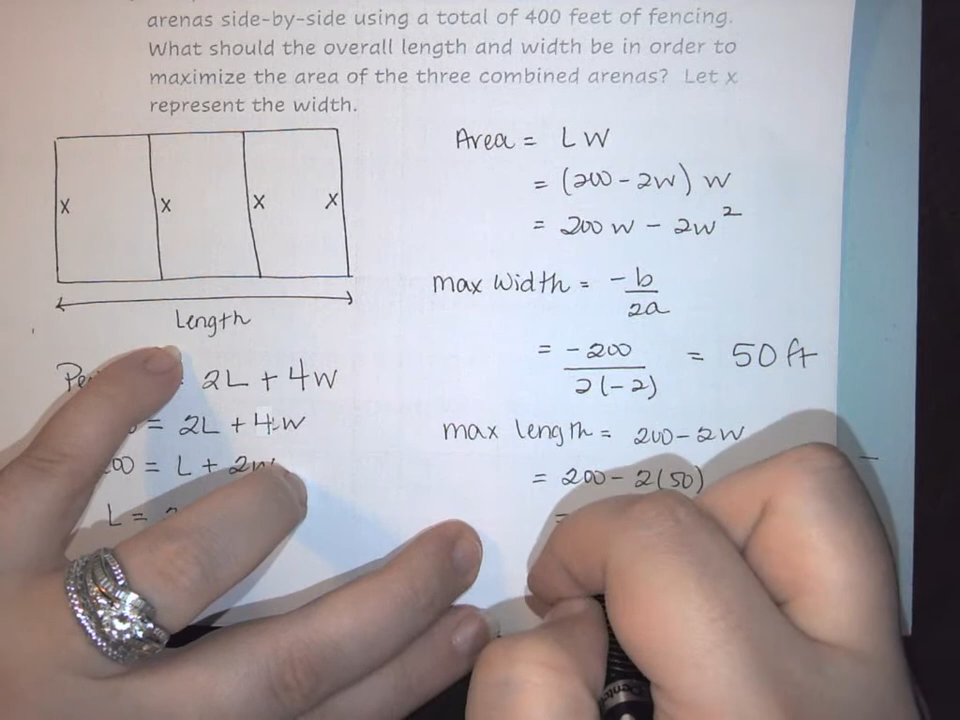 arenas side-by-side using a total of 400 feet of fencing.
What should the overall length and width be in order to
maximize the area of the three combined arenas? Let x
represent the width.
x x x x
Length
= 2L + 4W
= 2L + 4W
00 = L + 2W
L =
Area = LW
= (200 - 2W) W
= 200W - 2W²
max width = -b/2a
= -200/2(-2) = 50 ft
max length = 200 - 2W
= 200 - 2(50)
=